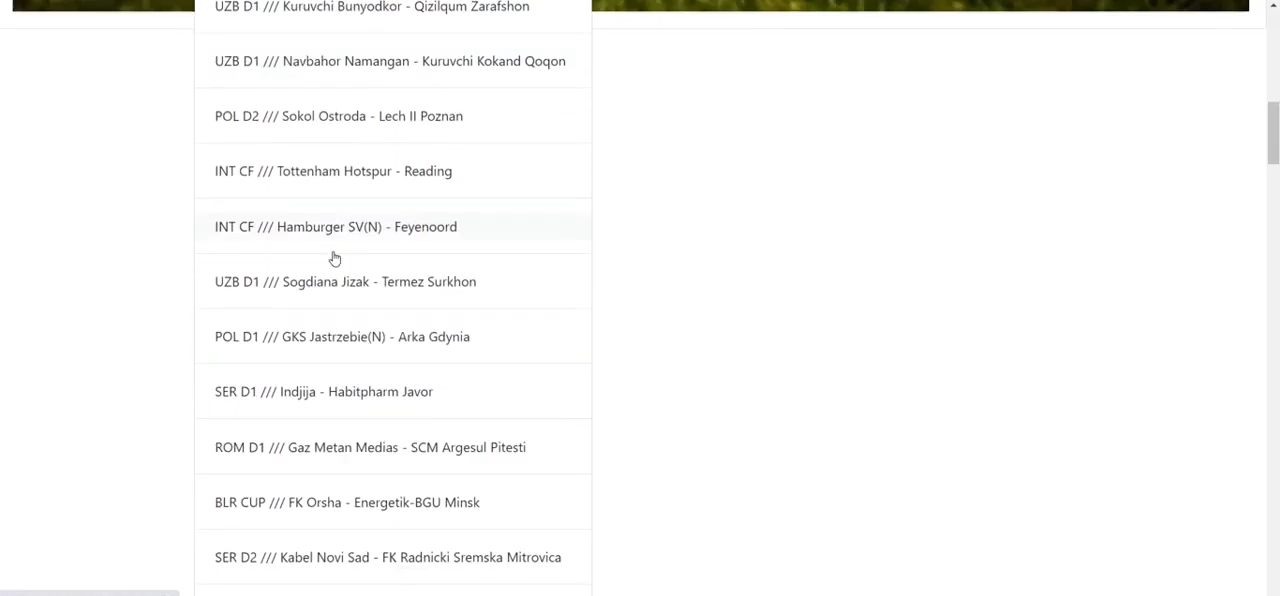 UZB D1 /// Kuruvchi Bunyodkor - Qizilqum Zarafshon
UZB D1 /// Navbahor Namangan - Kuruvchi Kokand Qoqon
POL D2 /// Sokol Ostroda - Lech II Poznan
INT CF /// Tottenham Hotspur - Reading
INT CF /// Hamburger SV(N) - Feyenoord
UZB D1 /// Sogdiana Jizak - Termez Surkhon
POL D1 /// GKS Jastrzebie(N) - Arka Gdynia
SER D1 /// Indjija - Habitpharm Javor
ROM D1 /// Gaz Metan Medias - SCM Argesul Pitesti
BLR CUP /// FK Orsha - Energetik-BGU Minsk
SER D2 /// Kabel Novi Sad - FK Radnicki Sremska Mitrovica